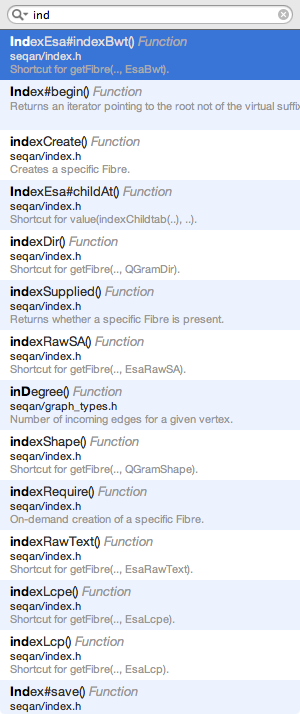 ind
IndexEsa#indexBwt() Function
seqan/index.h
Shortcut for getFibre(.., EsaBwt).
Index#begin() Function
Returns an iterator pointing to the root not of the virtual suffix
indexCreate() Function
seqan/index.h
Creates a specific Fibre.
IndexEsa#childAt() Function
seqan/index.h
Shortcut for value(indexChildtab(..), ..).
indexDir() Function
seqan/index.h
Shortcut for getFibre(.., QGramDir).
indexSupplied() Function
seqan/index.h
Returns whether a specific Fibre is present.
indexRawSA() Function
seqan/index.h
Shortcut for getFibre(.., EsaRawSA).
inDegree() Function
seqan/graph_types.h
Number of incoming edges for a given vertex.
indexShape() Function
seqan/index.h
Shortcut for getFibre(.., QGramShape).
indexRequire() Function
seqan/index.h
On-demand creation of a specific Fibre.
indexRawText() Function
seqan/index.h
Shortcut for getFibre(.., EsaRawText).
indexLcpe() Function
seqan/index.h
Shortcut for getFibre(.., EsaLcpe).
indexLcp() Function
seqan/index.h
Shortcut for getFibre(.., EsaLcp).
Index#save() Function
seqan/index.h